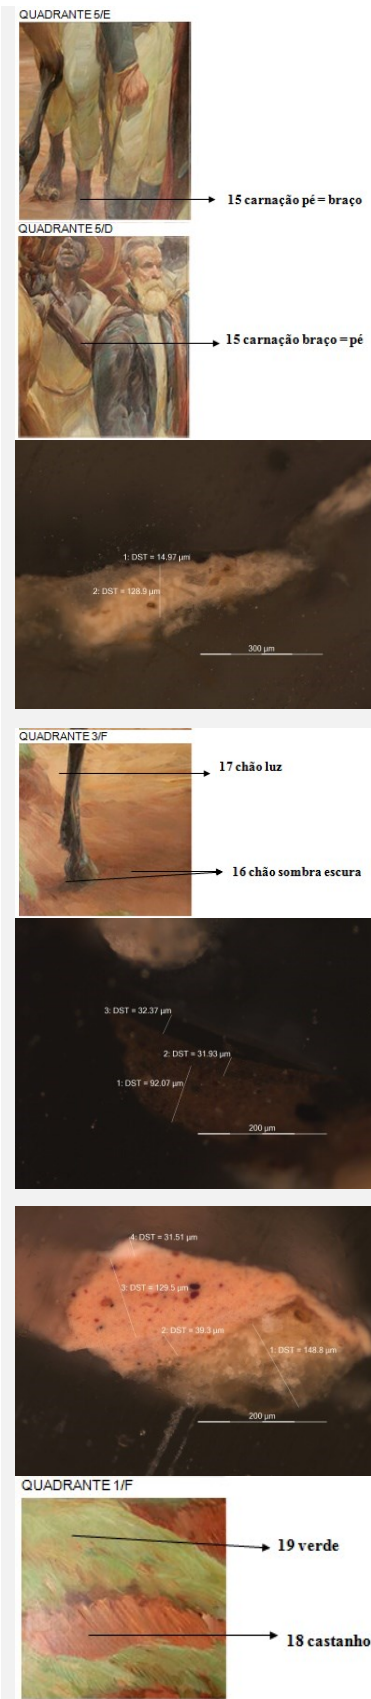 QUADRANTE 5/E
15 carnação pé = braço
QUADRANTE 5/D
15 carnação braço = pé
1: DST = 14.97 µm
2: DST = 128.9 µm
300 µm
QUADRANTE 3/F
17 chão luz
16 chão sombra escura
3: DST = 32.37 µm
2: DST = 31.93 µm
1: DST = 92.07 µm
200 µm
4: DST = 31.51 µm
3: DST = 129.5 µm
2: DST = 39.3 µm
1: DST = 148.8 µm
200 µm
QUADRANTE 1/F
19 verde
18 castanho